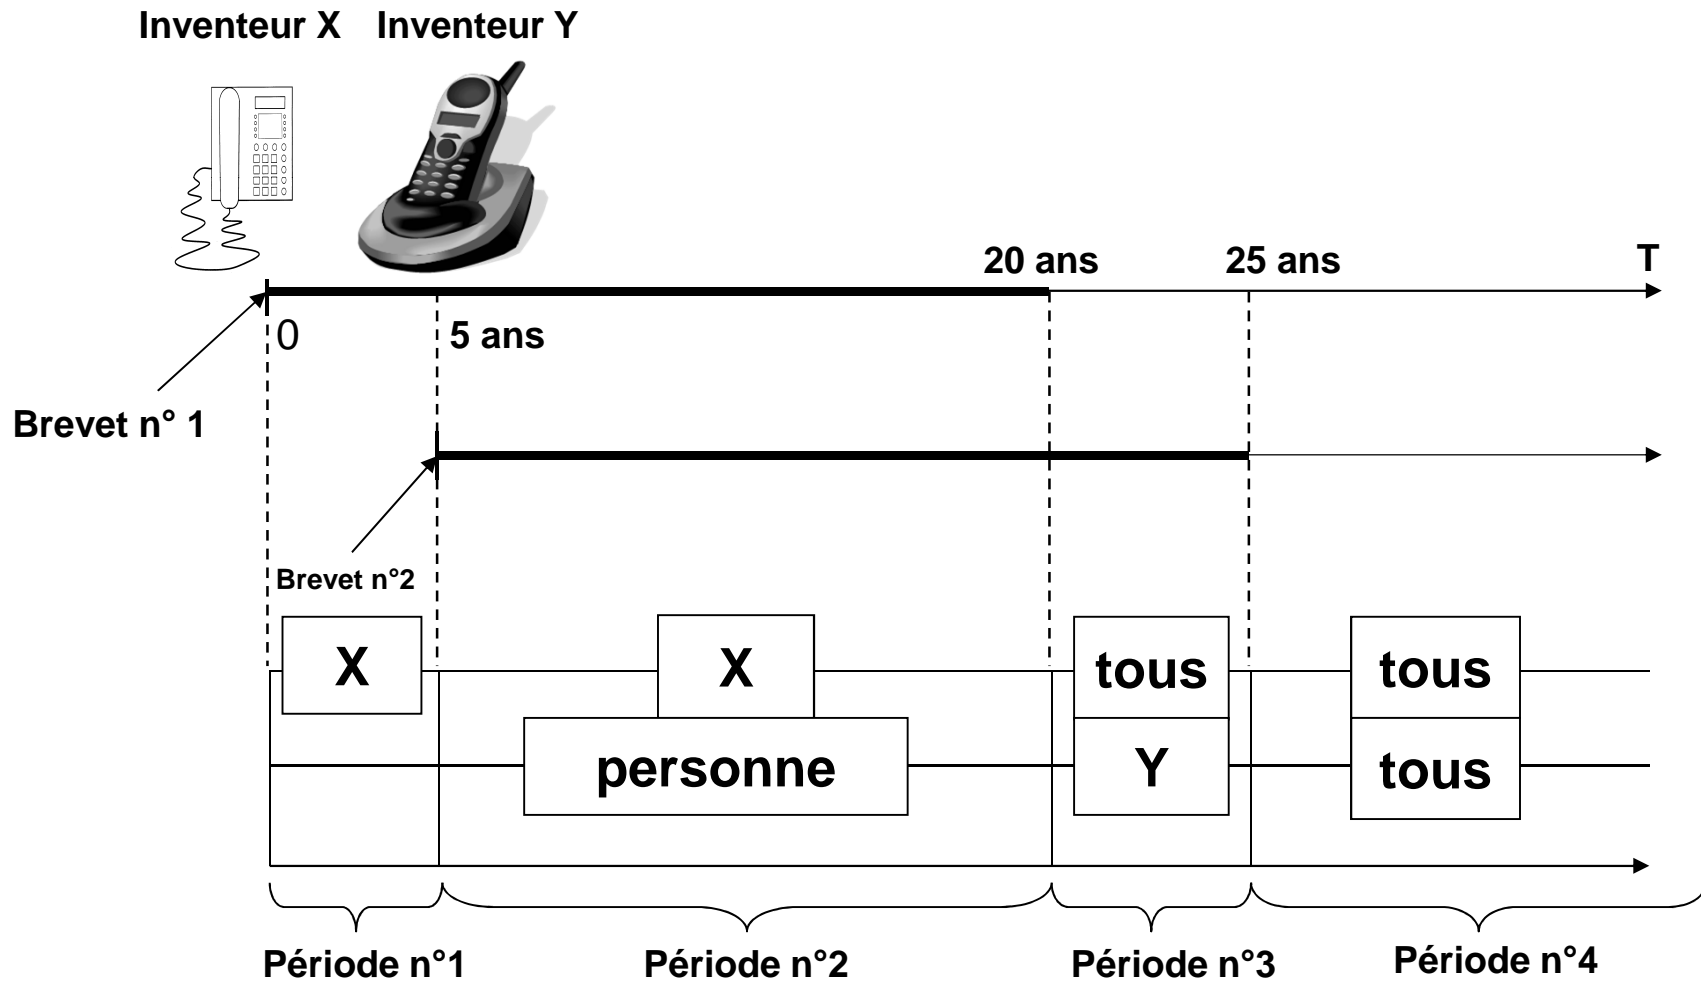 Inventeur X Inventeur Y
20 ans 25 ans T
0 5 ans
Brevet n° 1
Brevet n°2
X X tous tous
personne Y tous
Période n°1 Période n°2 Période n°3 Période n°4